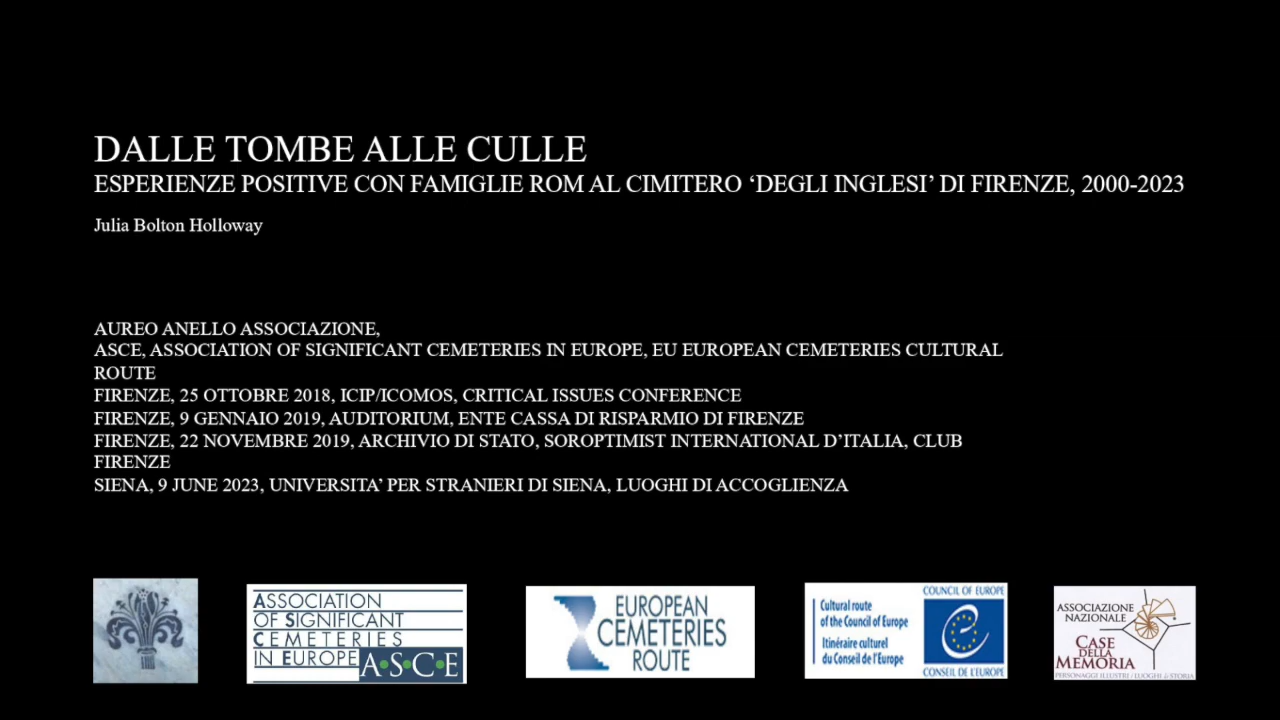 DALLE TOMBE ALLE CULLE
ESPERIENZE POSITIVE CON FAMIGLIE ROM AL CIMITERO ‘DEGLI INGLESI’ DI FIRENZE, 2000-2023
Julia Bolton Holloway
AUREO ANELLO ASSOCIAZIONE,
ASCE, ASSOCIATION OF SIGNIFICANT CEMETERIES IN EUROPE, EU EUROPEAN CEMETERIES CULTURAL
ROUTE
FIRENZE, 25 OTTOBRE 2018, ICIP/ICOMOS, CRITICAL ISSUES CONFERENCE
FIRENZE, 9 GENNAIO 2019, AUDITORIUM, ENTE CASSA DI RISPARMIO DI FIRENZE
FIRENZE, 22 NOVEMBRE 2019, ARCHIVIO DI STATO, SOROPTIMIST INTERNATIONAL D’ITALIA, CLUB
FIRENZE
SIENA, 9 JUNE 2023, UNIVERSITA’ PER STRANIERI DI SIENA, LUOGHI DI ACCOGLIENZA
ASSOCIATION
OF SIGNIFICANT
CEMETERIES
IN EUROPE
A•S•C•E
EUROPEAN
CEMETERIES
ROUTE
Cultural route
of the Council of Europe
Itinéraire culturel
du Conseil de l'Europe
COUNCIL OF EUROPE
CONSEIL DE L'EUROPE
ASSOCIAZIONE
NAZIONALE
CASE
DELLA
MEMORIA
PERSONAGGI ILLUSTRI i LUOGHI di STORIA